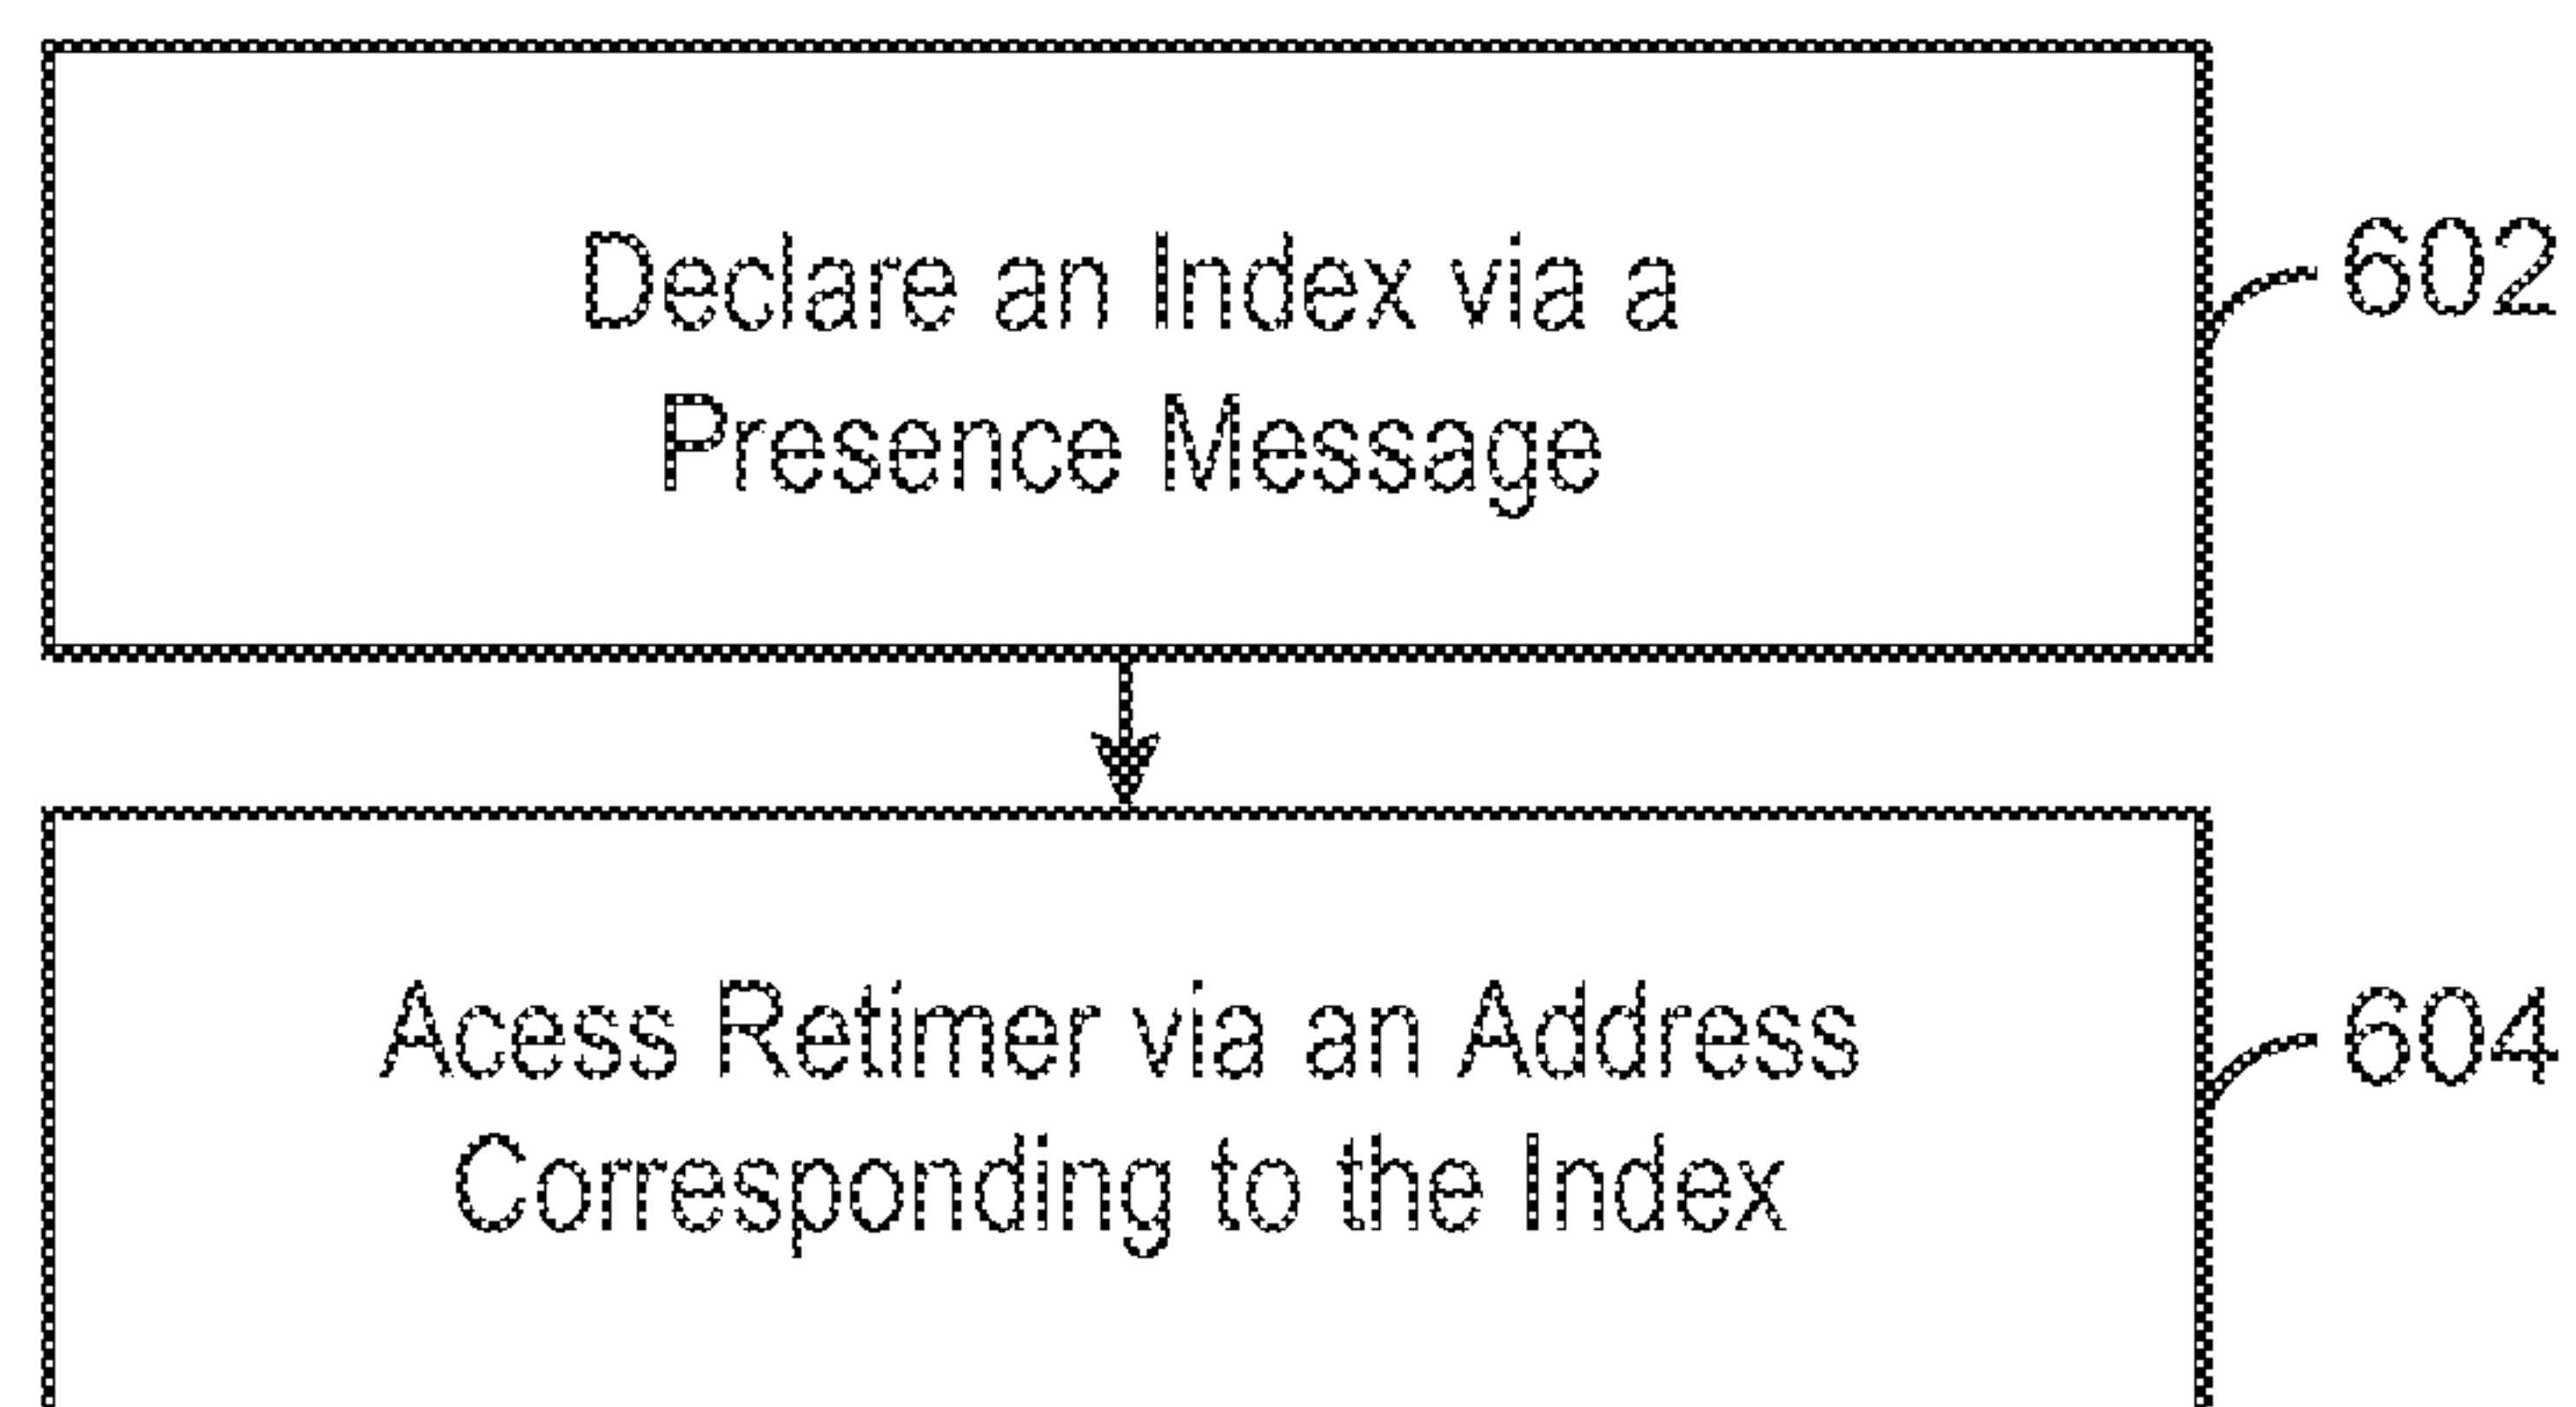 Declare an Index via a
Presence Message
602
Acess Retimer via an Address
Corresponding to the Index
604